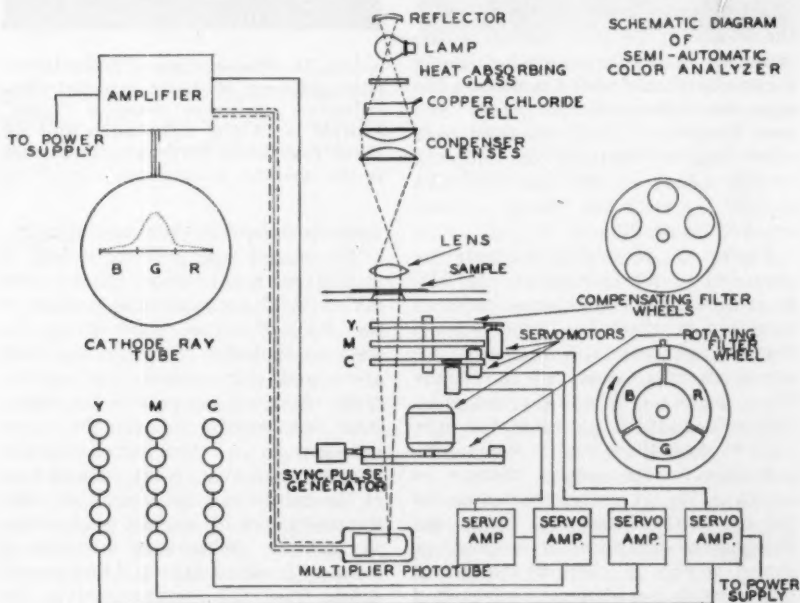 SCHEMATIC DIAGRAM
OF
SEMI-AUTOMATIC
COLOR ANALYZER
REFLECTOR
LAMP
HEAT ABSORBING
GLASS
COPPER CHLORIDE
CELL
CONDENSER
LENSES
LENS
SAMPLE
AMPLIFIER
TO POWER
SUPPLY
B G R
CATHODE RAY
TUBE
COMPENSATING FILTER
WHEELS
Y
M
C
SERVO-MOTORS
ROTATING
FILTER
WHEEL
B
R
G
Y M C
SYNC. PULSE
GENERATOR
MULTIPLIER PHOTOTUBE
SERVO
AMP
SERVO
AMP.
SERVO
AMP.
SERVO
AMP.
TO POWER
SUPPLY